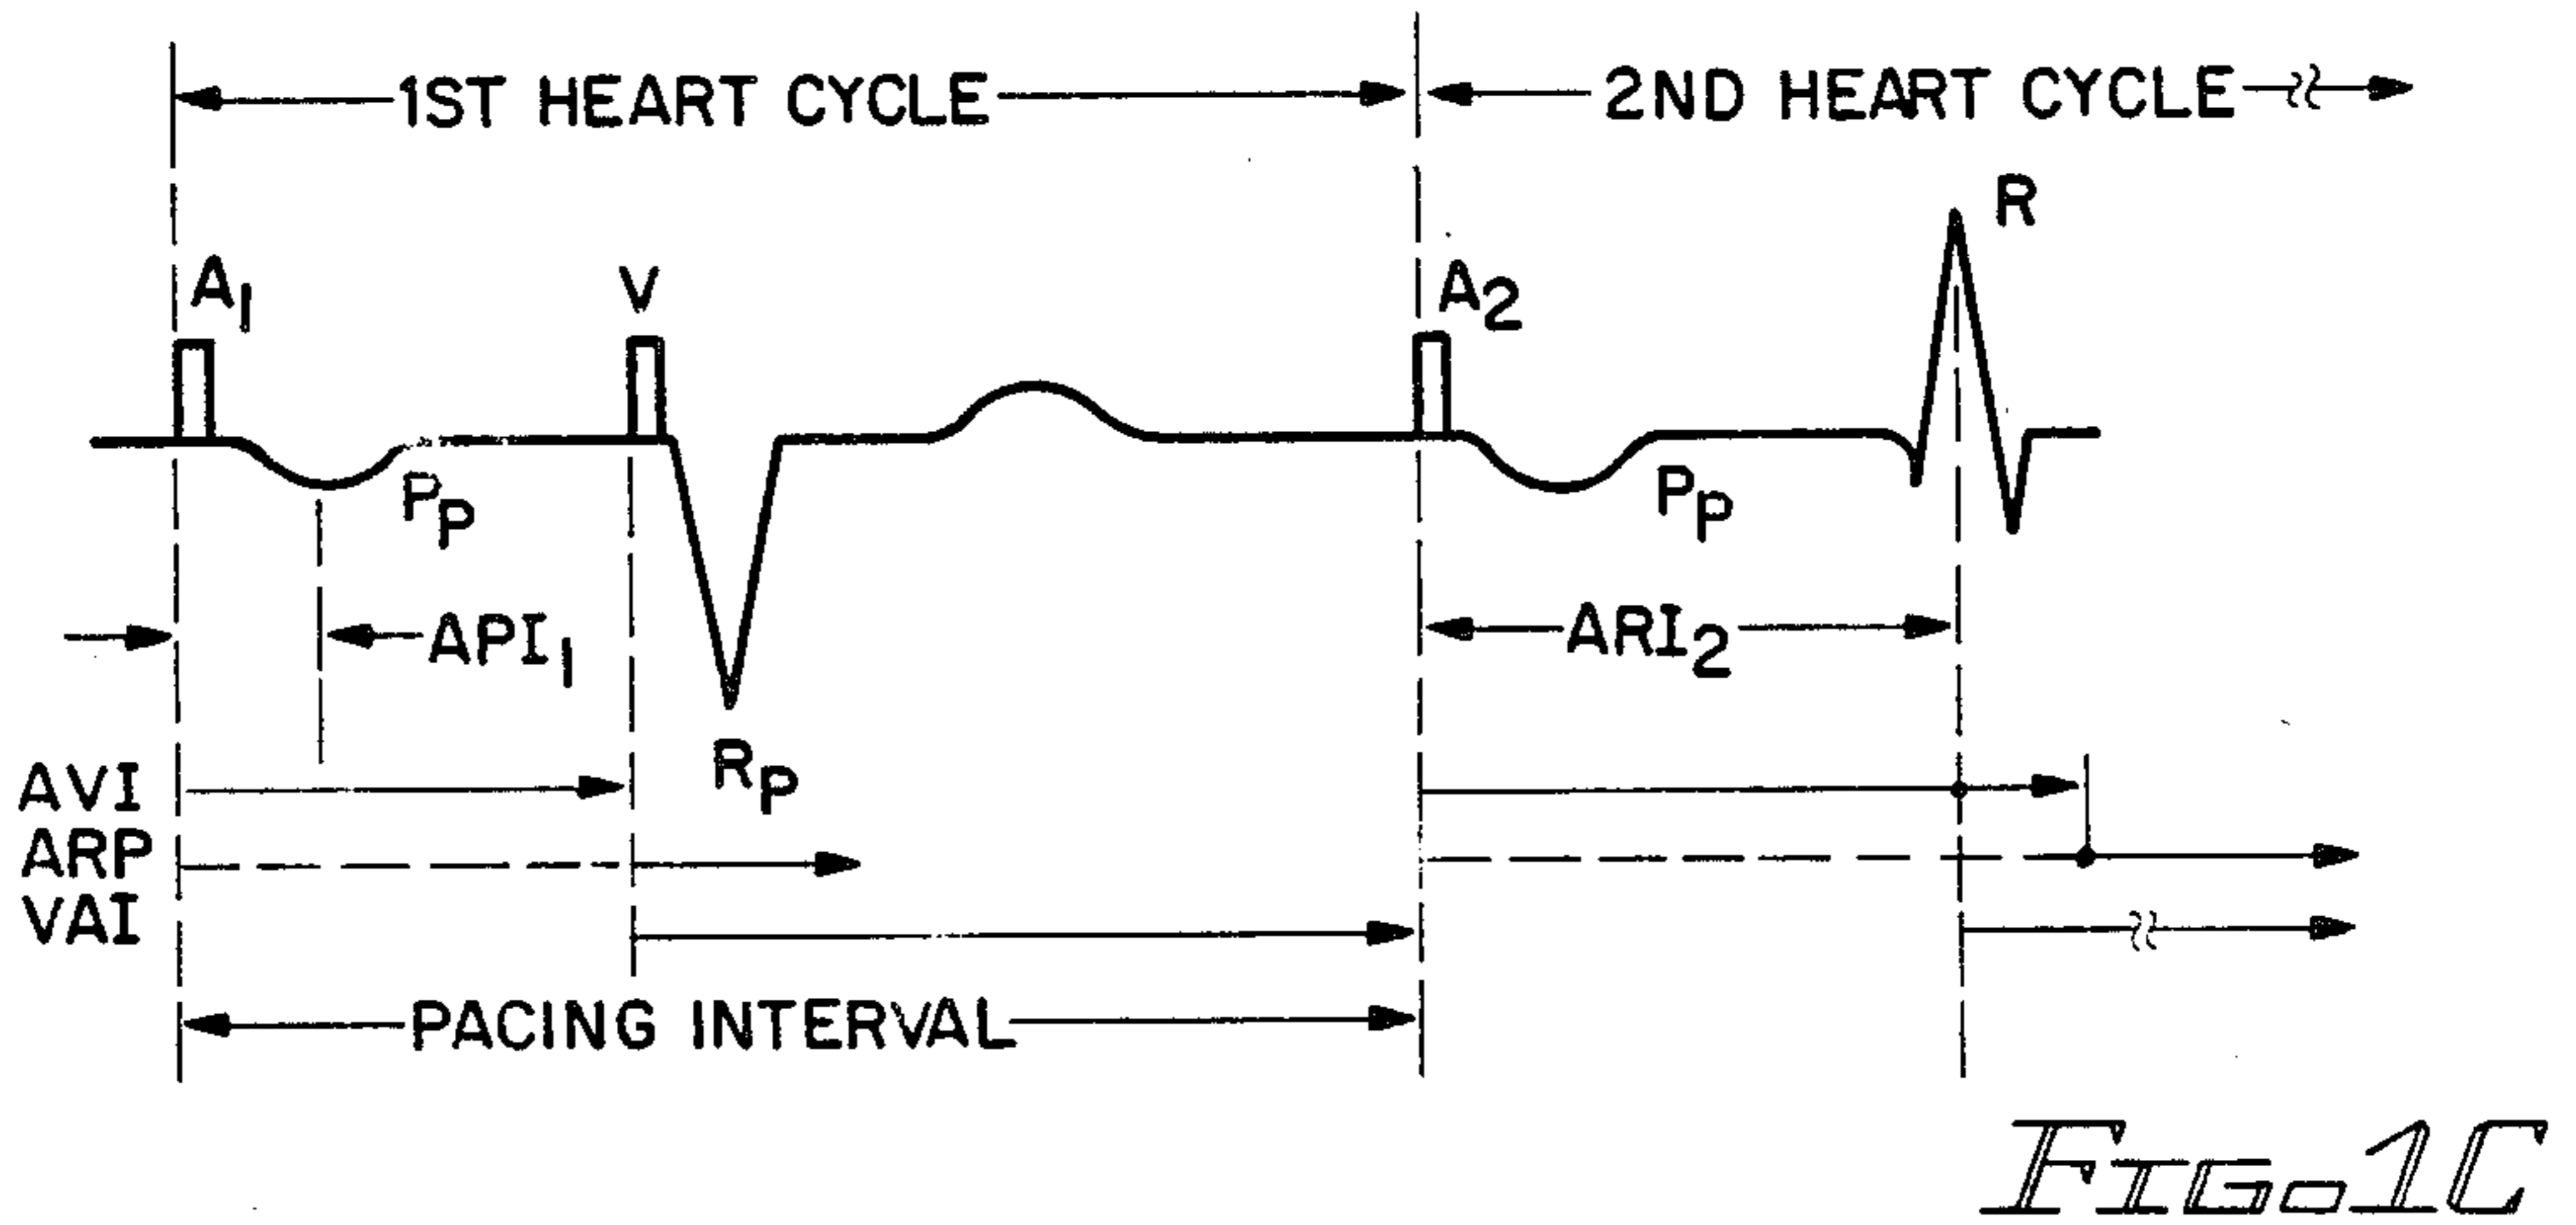 1ST HEART CYCLE 2ND HEART CYCLE
R
A1 V A2
PP PP
API1 ARI2
RP
AVI
ARP
VAI
PACING INTERVAL
FIG. 1C